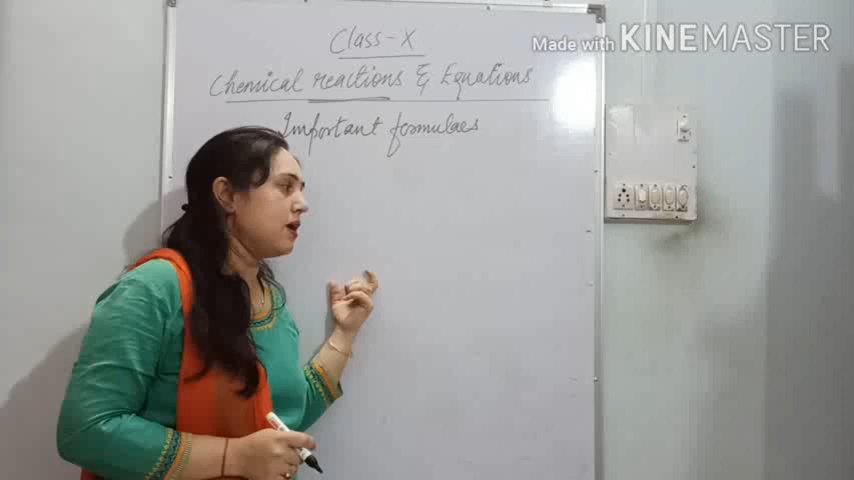 Made with KINEMASTER
Class-X
Chemical reactions & Equations
Important formulaes